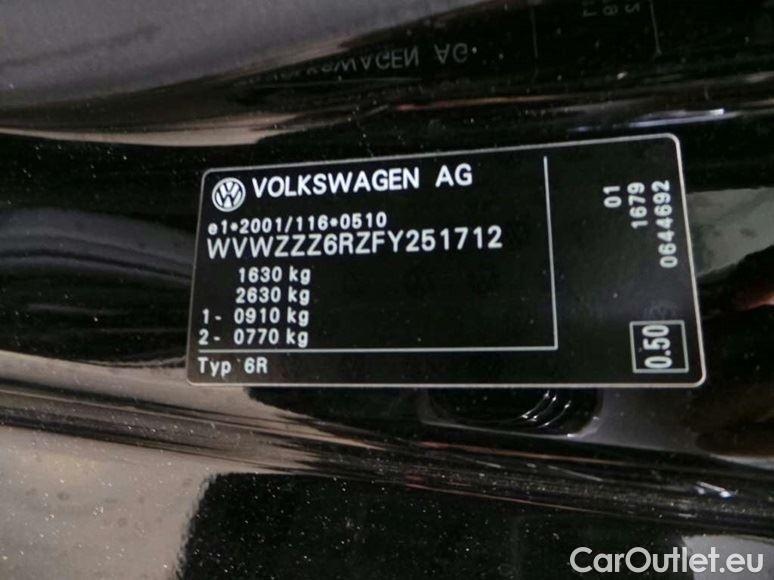 VOLKSWAGEN AG
e1*2001/116*0510
WVWZZZ6RZFY251712
1630 kg
2630 kg
1- 0910 kg
2- 0770 kg
Typ 6R
01
1679
0644692
0.50
VOLKSWAGEN AG
CarOutlet.eu